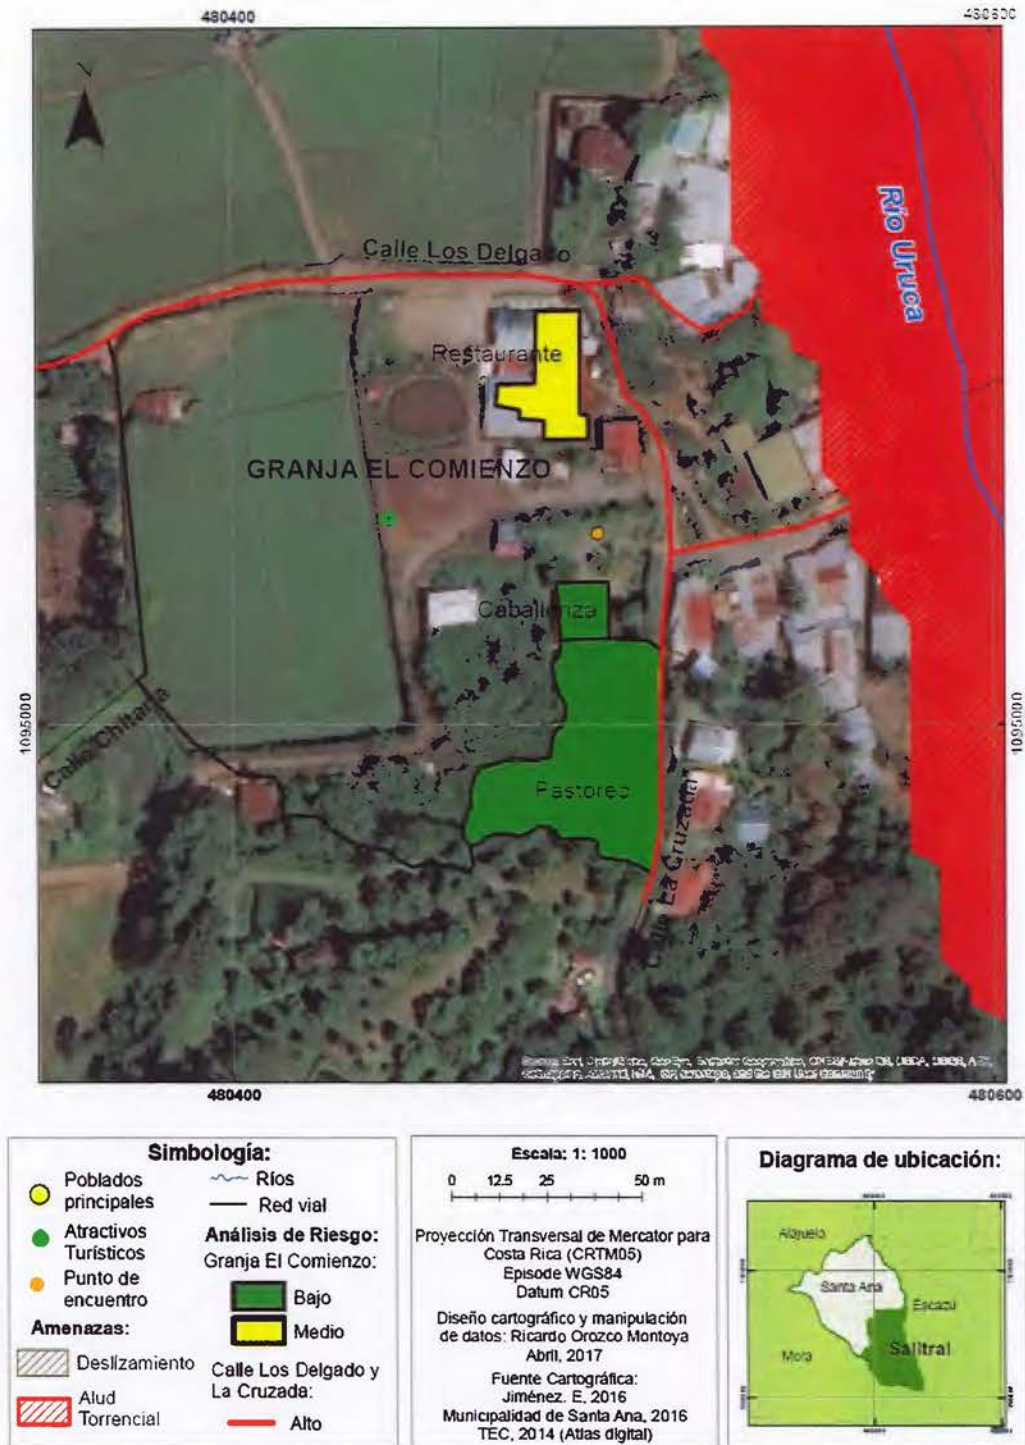 480400
480600
Río Uruca
Calle Los Delgado
Restaurante
GRANJA EL COMIENZO
Caballeriza
1095000
1095000
Calle Chitaria
Pastoreo
Calle La Cruzada
480400
480600
Simbología:
Poblados
principales
Atractivos
Turísticos
Punto de
encuentro
Amenazas:
Deslizamiento
Alud
Torrencial
Ríos
Red vial
Análisis de Riesgo:
Granja El Comienzo:
Bajo
Medio
Calle Los Delgado y
La Cruzada:
Alto
Escala: 1: 1000
0 12.5 25 50 m
Proyección Transversal de Mercator para
Costa Rica (CRTM05)
Episode WGS84
Datum CR05
Diseño cartográfico y manipulación
de datos: Ricardo Orozco Montoya
Abril, 2017
Fuente Cartográfica:
Jiménez. E, 2016
Municipalidad de Santa Ana, 2016
TEC, 2014 (Atlas digital)
Diagrama de ubicación:
Alajuela
Santa Ana
Escazú
Mora
Salitral